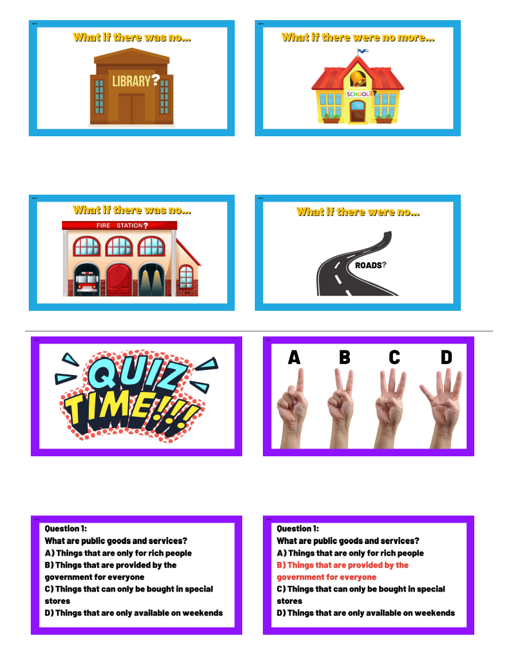 What if there was no...
LIBRARY?
What if there were no more...
SCHOOLS?
What if there was no...
FIRE STATION?
What if there were no...
ROADS?
QUIZ
TIME!!!
A B C D
Question 1:
What are public goods and services?
A) Things that are only for rich people
B) Things that are provided by the
government for everyone
C) Things that can only be bought in special
stores
D) Things that are only available on weekends
Question 1:
What are public goods and services?
A) Things that are only for rich people
B) Things that are provided by the
government for everyone
C) Things that can only be bought in special
stores
D) Things that are only available on weekends